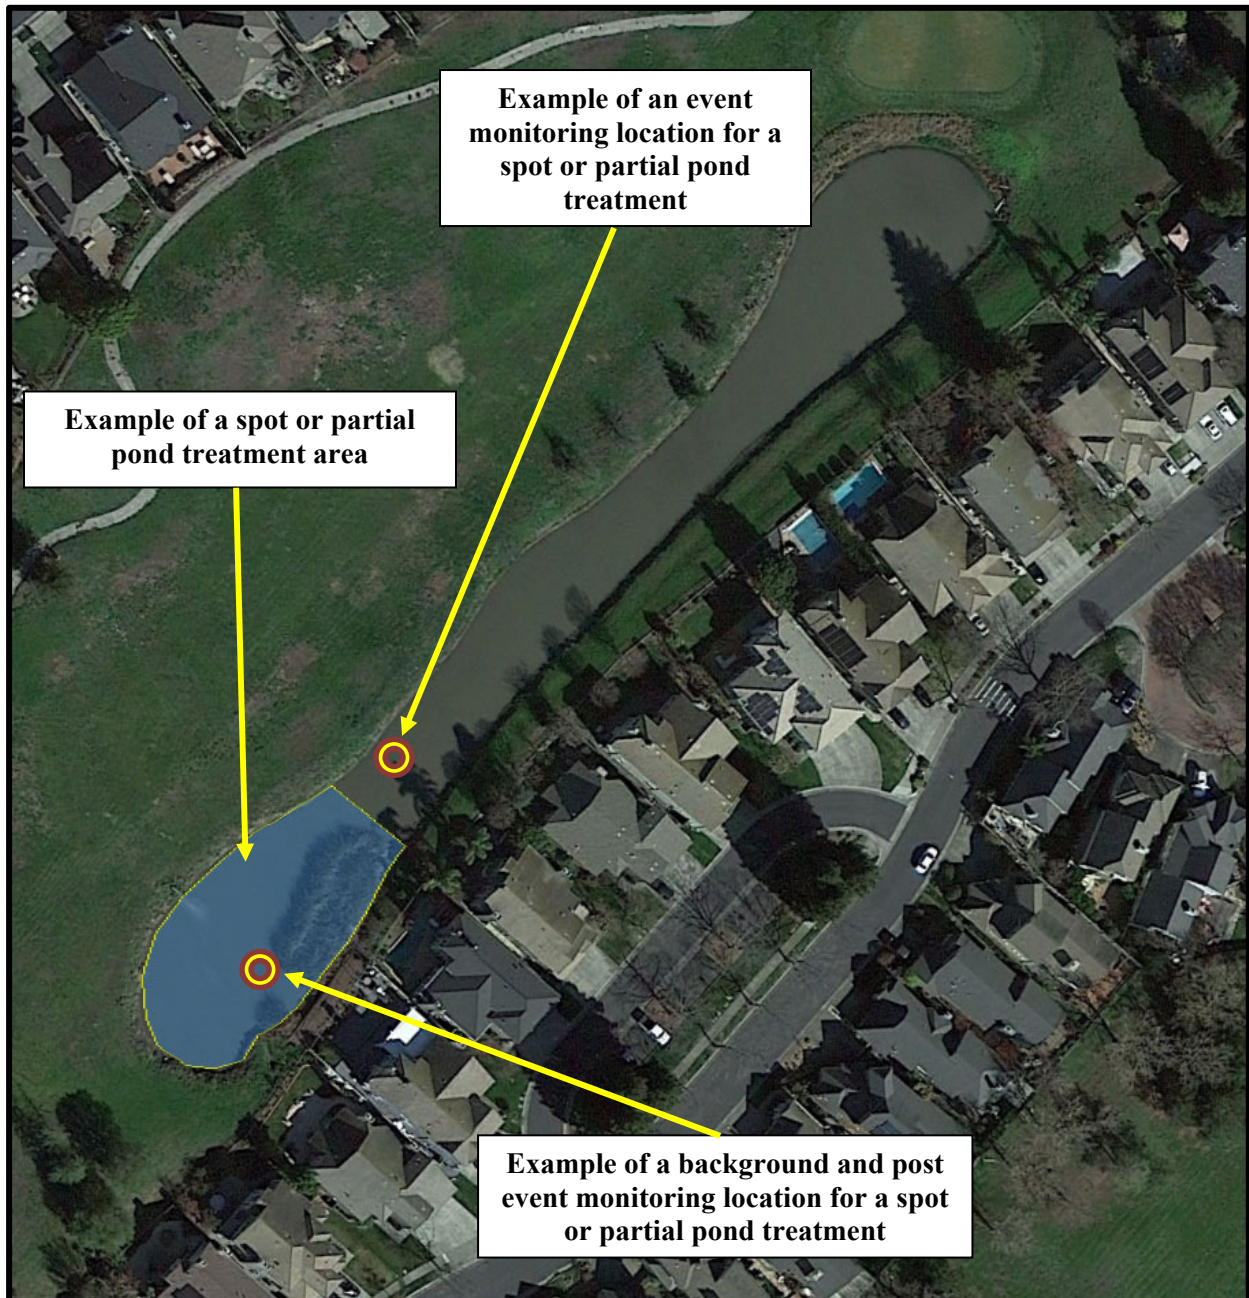 Example of an event
monitoring location for a
spot or partial pond
treatment
Example of a spot or partial
pond treatment area
Example of a background and post
event monitoring location for a spot
or partial pond treatment